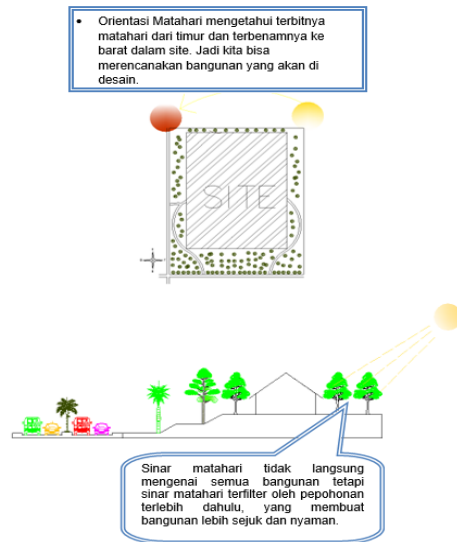 • Orientasi Matahari mengetahui terbitnya
matahari dari timur dan terbenamnya ke
barat dalam site. Jadi kita bisa
merencanakan bangunan yang akan di
desain.
SITE
Sinar matahari tidak langsung
mengenai semua bangunan tetapi
sinar matahari terfilter oleh pepohonan
terlebih dahulu, yang membuat
bangunan lebih sejuk dan nyaman.